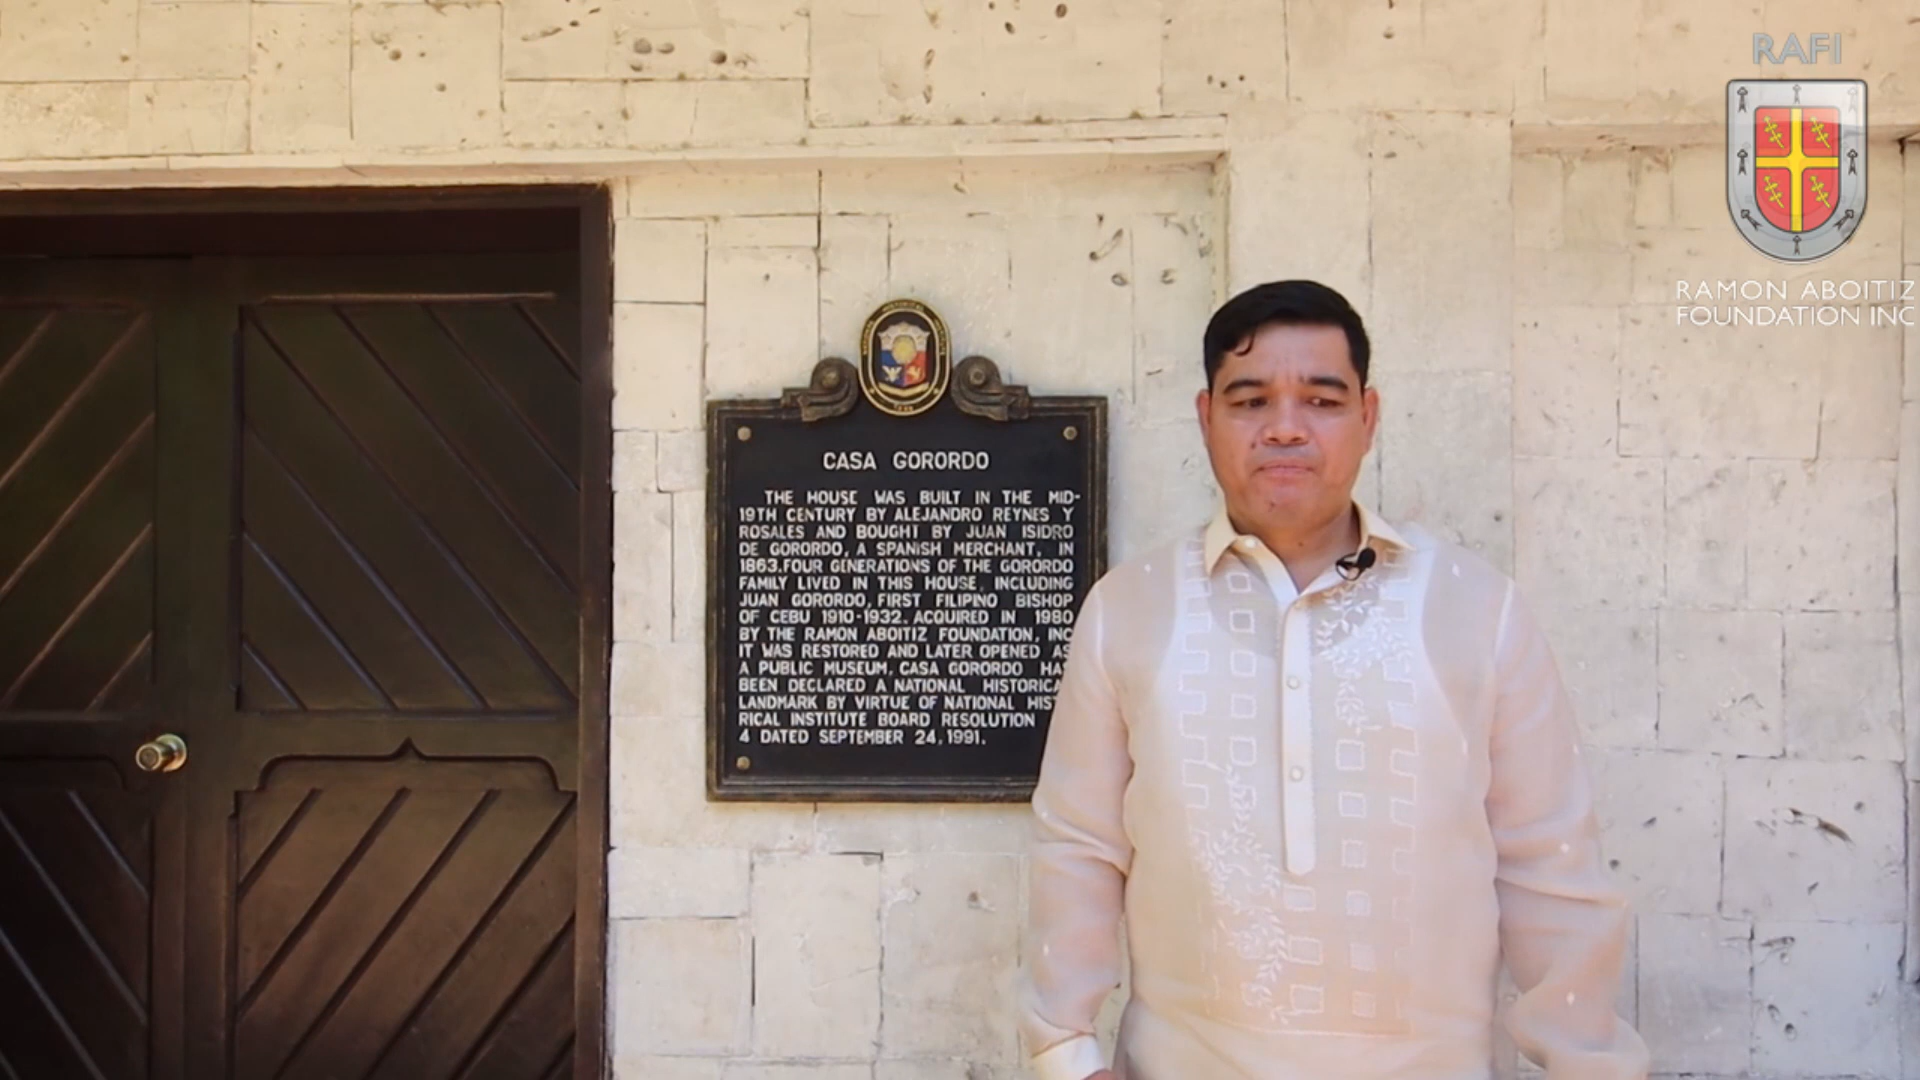 RAFI
RAMON ABOITIZ
FOUNDATION INC
CASA GORORDO
THE HOUSE WAS BUILT IN THE MID-
19TH CENTURY BY ALEJANDRO REYNES Y
ROSALES AND BOUGHT BY JUAN ISIDRO
DE GORORDO, A SPANISH MERCHANT, IN
1863. FOUR GENERATIONS OF THE GORORDO
FAMILY LIVED IN THIS HOUSE, INCLUDING
JUAN GORORDO, FIRST FILIPINO BISHOP
OF CEBU 1910-1932. ACQUIRED IN 1980
BY THE RAMON ABOITIZ FOUNDATION, INC
IT WAS RESTORED AND LATER OPENED AS
A PUBLIC MUSEUM. CASA GORORDO HA
BEEN DECLARED A NATIONAL HISTORICA
LANDMARK BY VIRTUE OF NATIONAL HIST
RICAL INSTITUTE BOARD RESOLUTION
4 DATED SEPTEMBER 24, 1991.